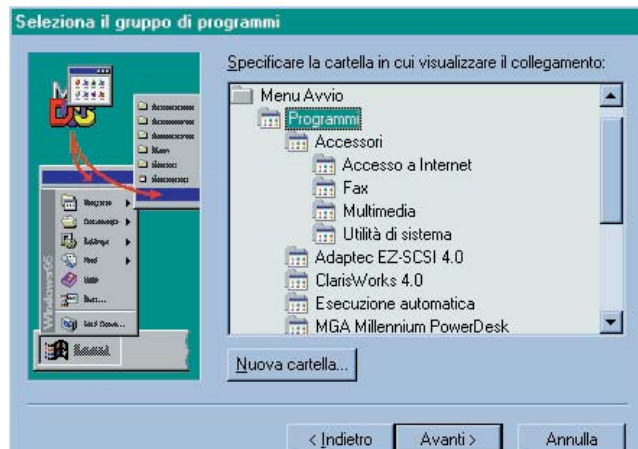 Seleziona il gruppo di programmi
Specificare la cartella in cui visualizzare il collegamento:
Menu Avvio
Programmi
Accessori
Accesso a Internet
Fax
Multimedia
Utilità di sistema
Adaptec EZ-SCSI 4.0
ClarisWorks 4.0
Esecuzione automatica
MGA Millennium PowerDesk
Windows95
Nuova cartella...
< Indietro
Avanti >
Annulla